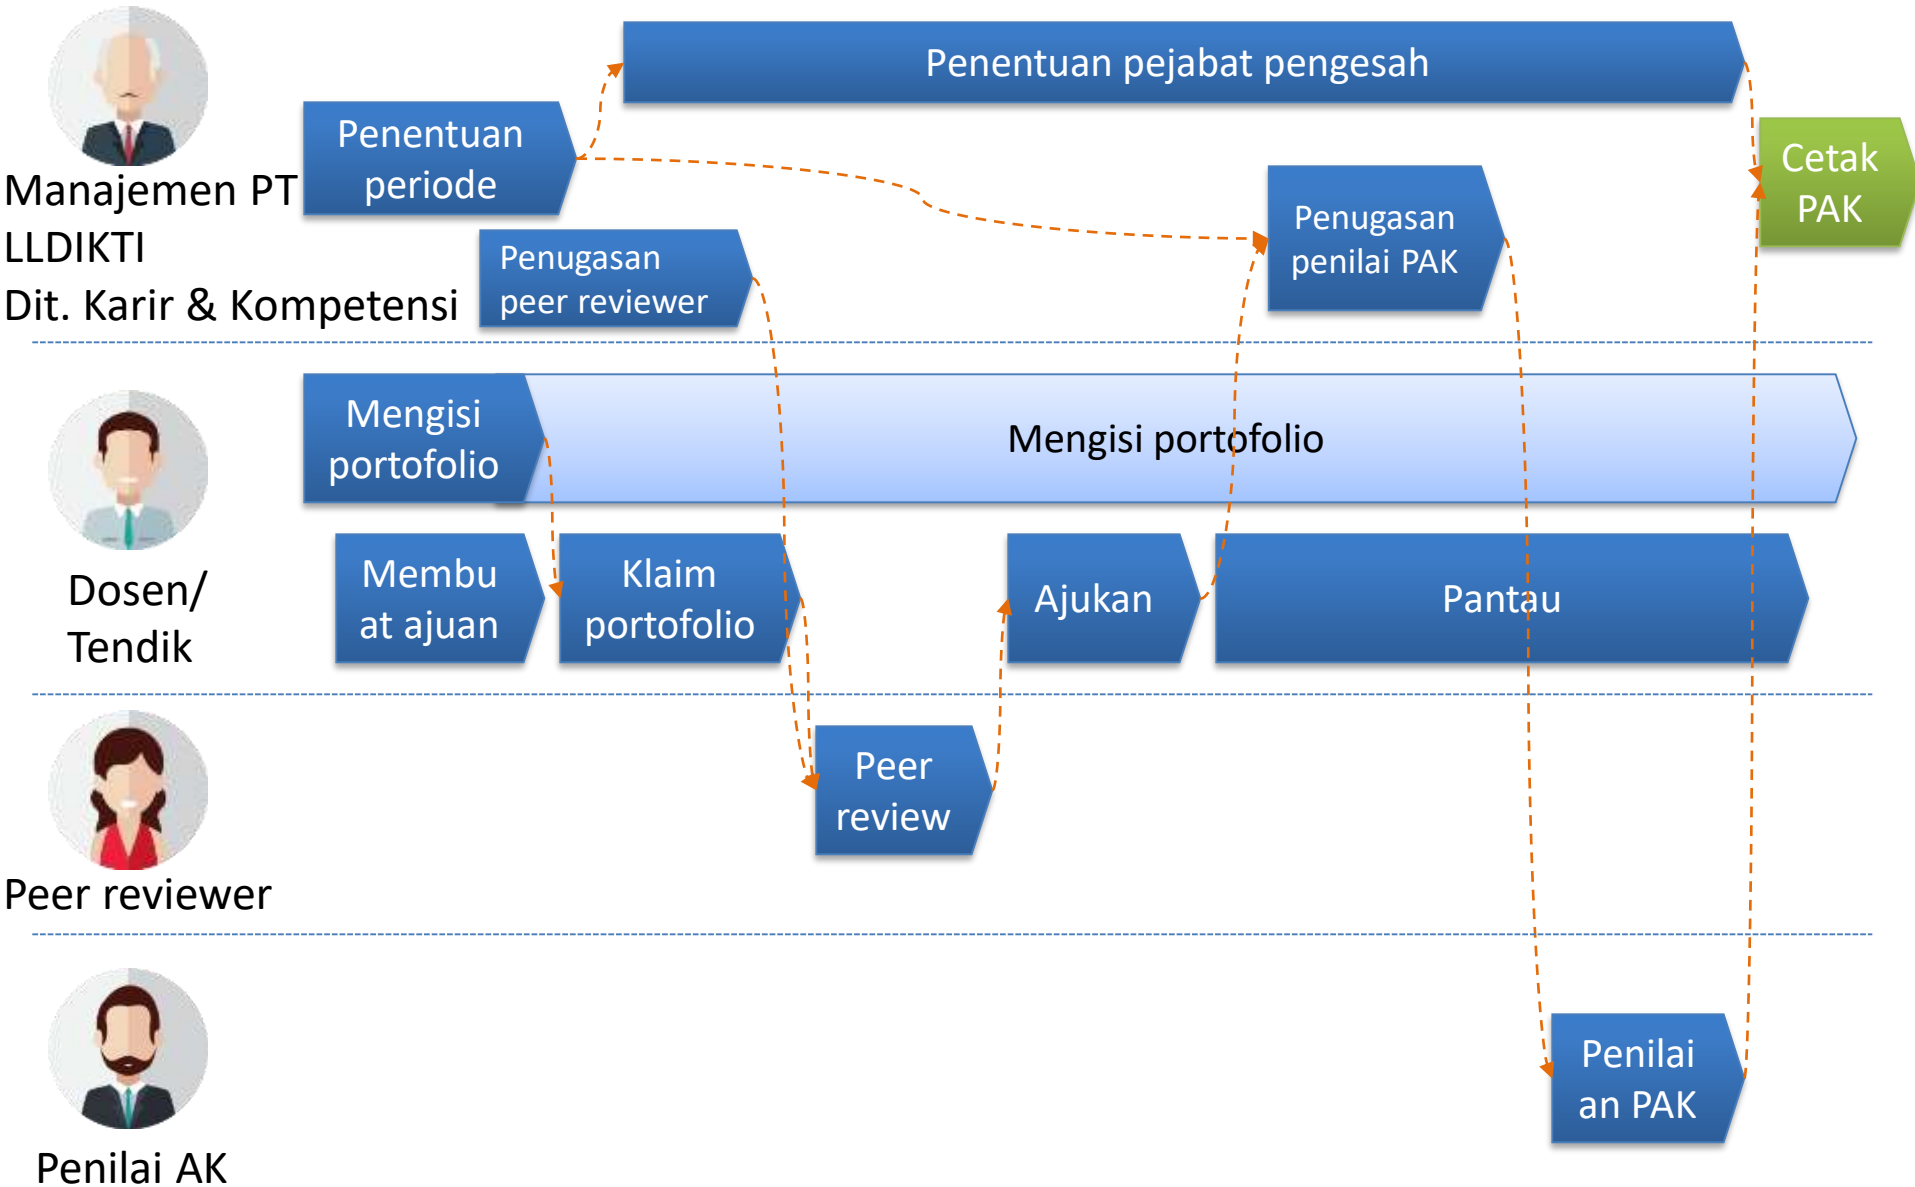 Penentuan pejabat pengesah
Penentuan
periode
Cetak
PAK
Manajemen PT
LLDIKTI
Dit. Karir & Kompetensi
Penugasan
peer reviewer
Penugasan
penilai PAK
Mengisi
portofolio
Mengisi portofolio
Dosen/
Tendik
Membu
at ajuan
Klaim
portofolio
Ajukan
Pantau
Peer
review
Peer reviewer
Penilai
an PAK
Penilai AK